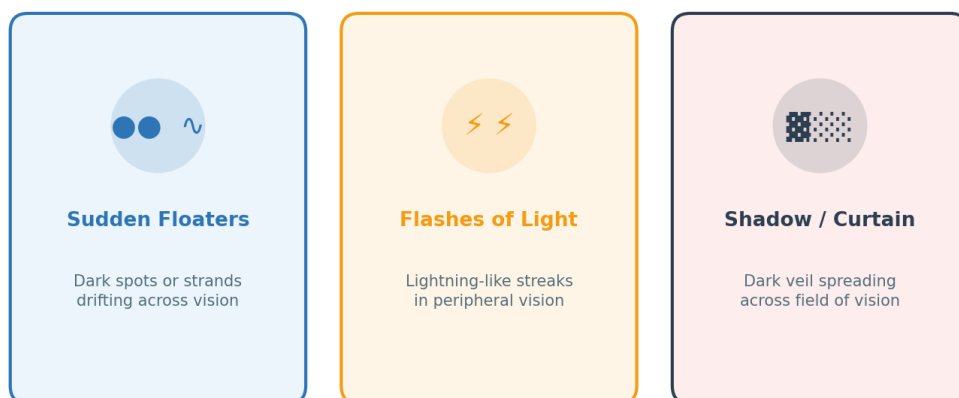 Sudden Floaters
Dark spots or strands
drifting across vision
Flashes of Light
Lightning-like streaks
in peripheral vision
Shadow / Curtain
Dark veil spreading
across field of vision